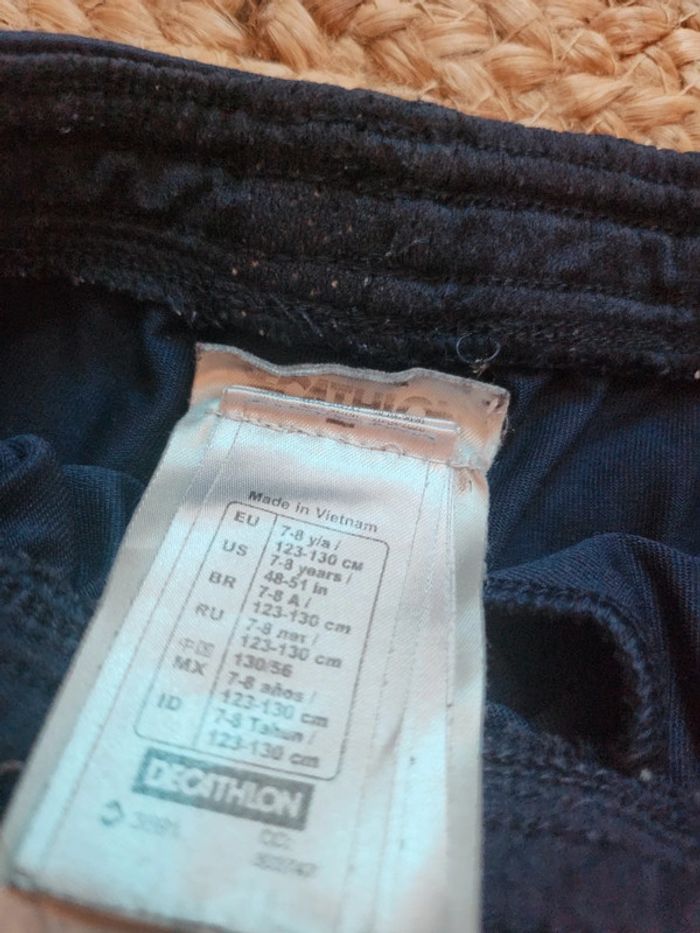 DECATHLON
Made in Vietnam
EU 7-8 y/a /
123-130 CM
US 7-8 years /
48-51 in
BR 7-8 A /
123-130 cm
RU 7-8 лет /
123-130 cm
中国 130/56
MX 7-8 años /
123-130 cm
ID 7-8 Tahun /
123-130 cm
DECATHLON